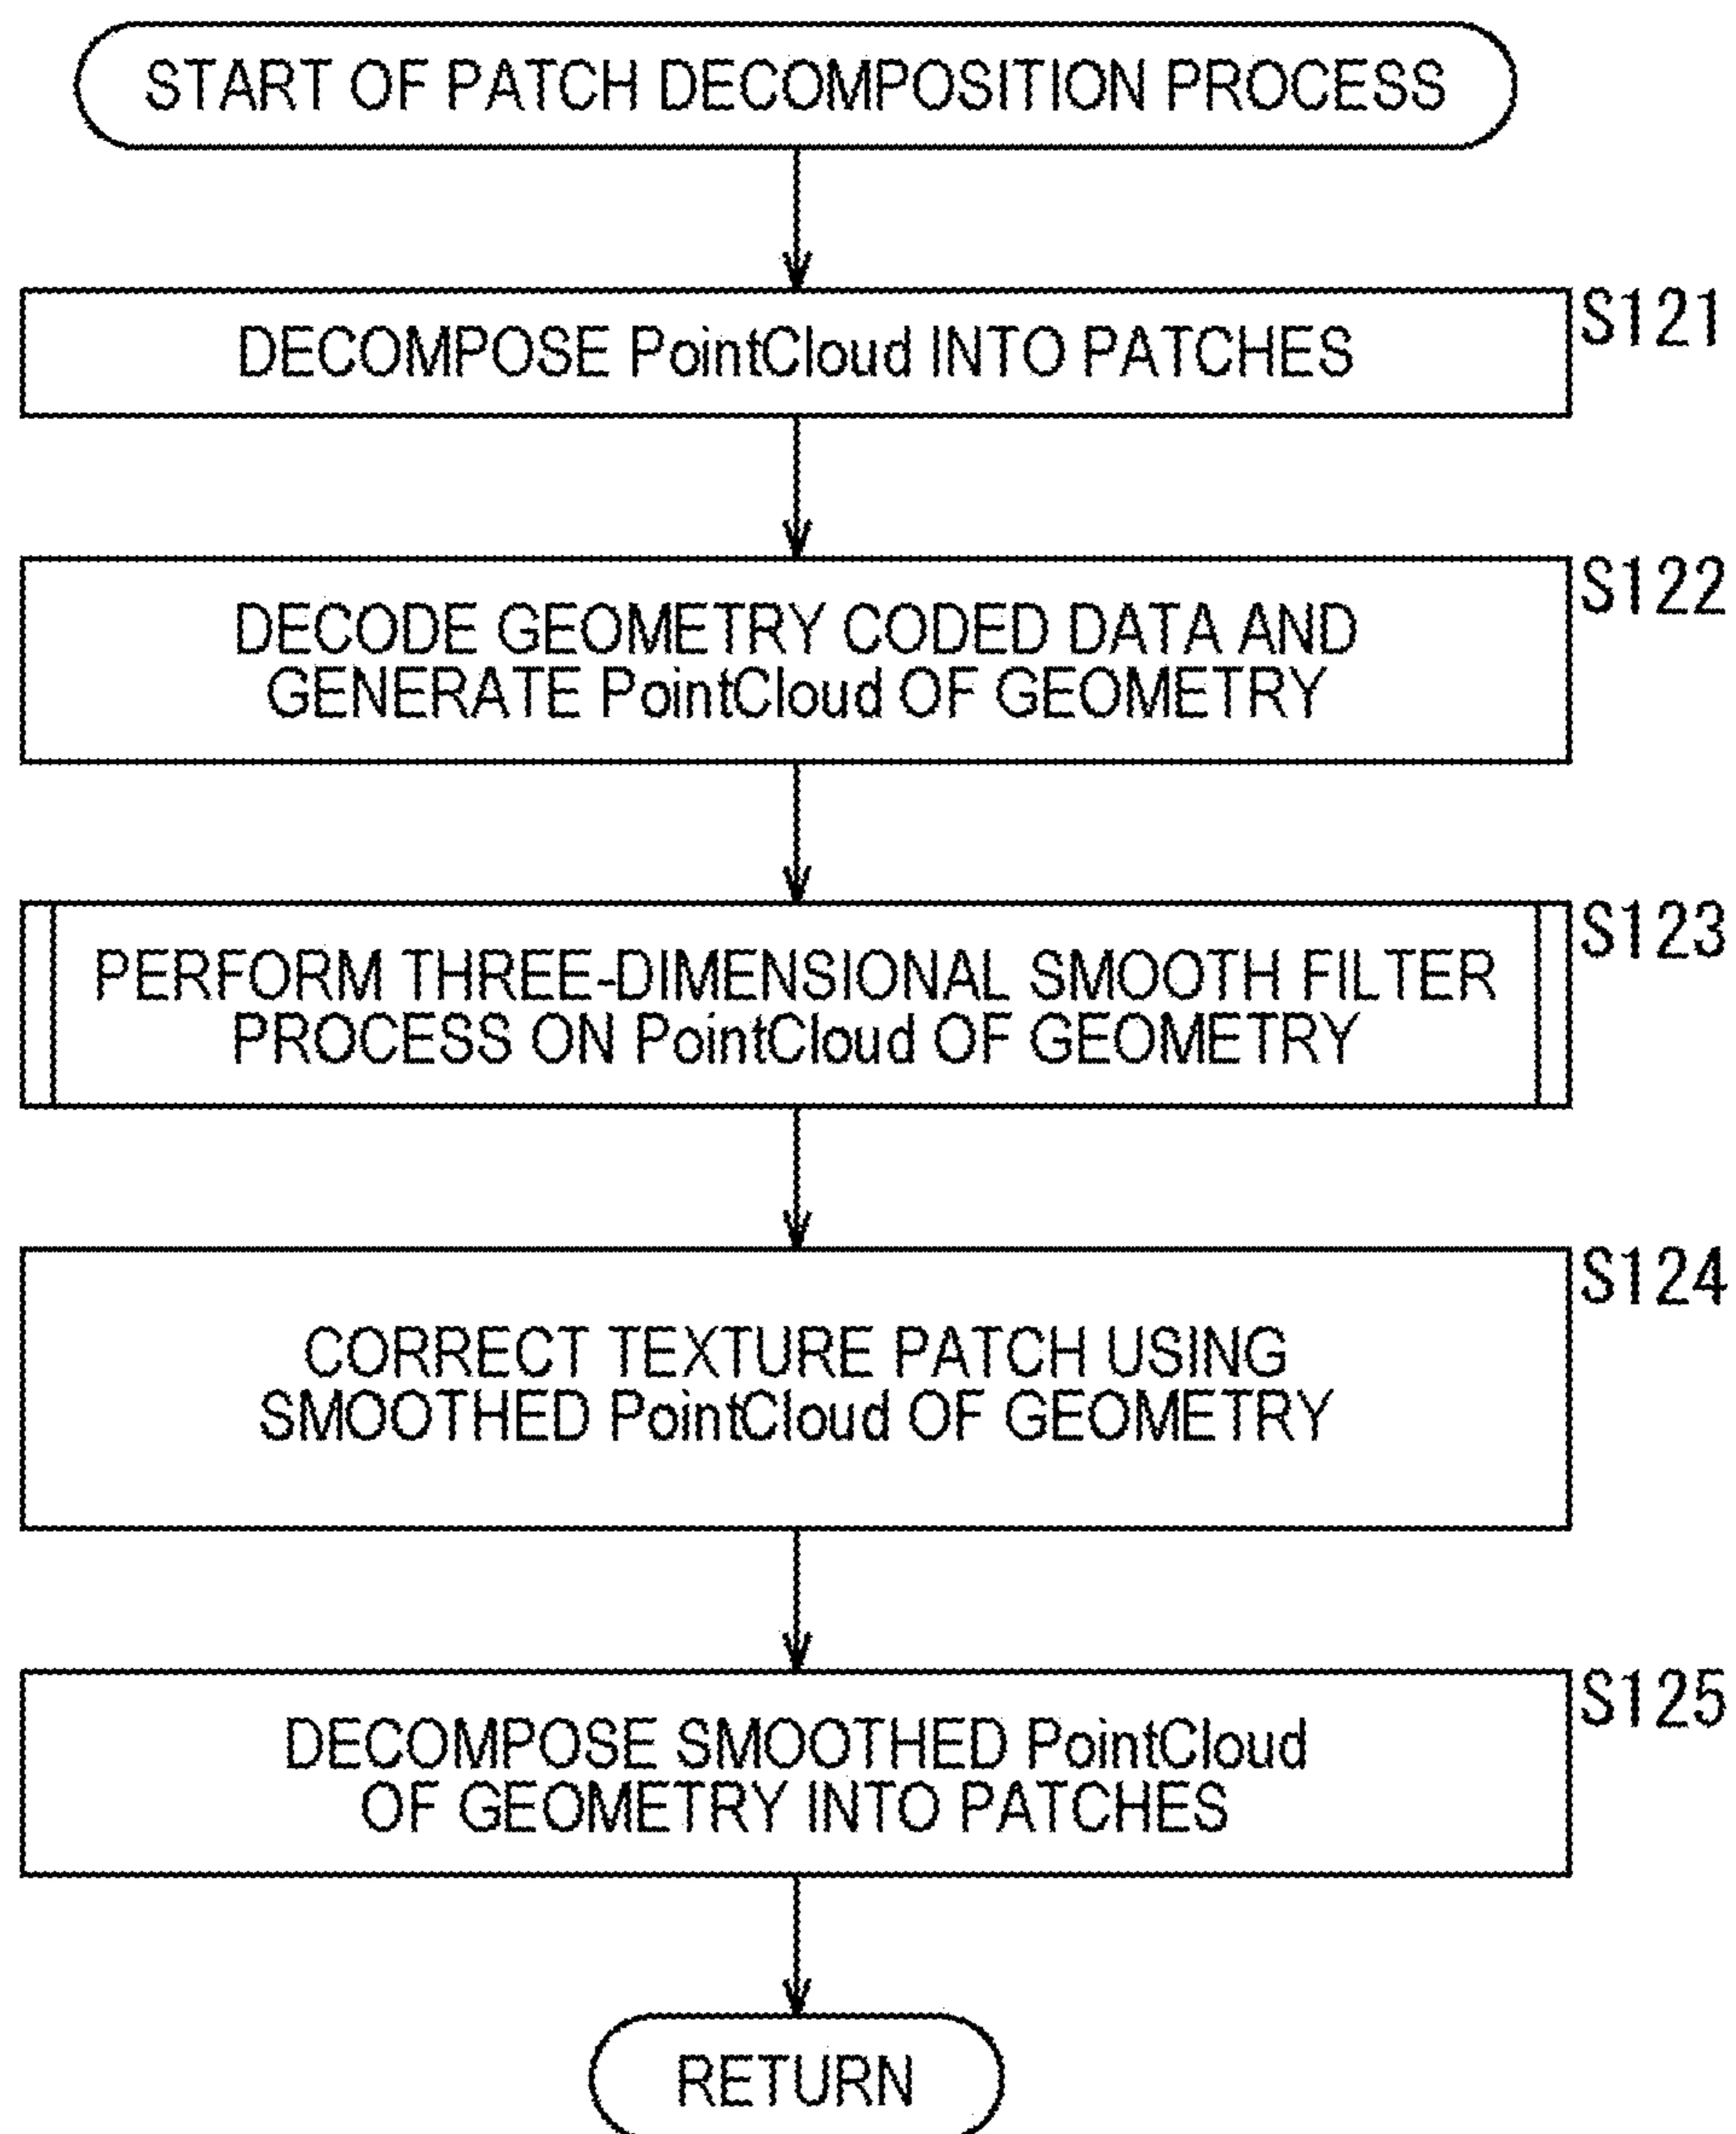 START OF PATCH DECOMPOSITION PROCESS
S121
DECOMPOSE PointCloud INTO PATCHES
S122
DECODE GEOMETRY CODED DATA AND
GENERATE PointCloud OF GEOMETRY
S123
PERFORM THREE-DIMENSIONAL SMOOTH FILTER
PROCESS ON PointCloud OF GEOMETRY
S124
CORRECT TEXTURE PATCH USING
SMOOTHED PointCloud OF GEOMETRY
S125
DECOMPOSE SMOOTHED PointCloud
OF GEOMETRY INTO PATCHES
RETURN